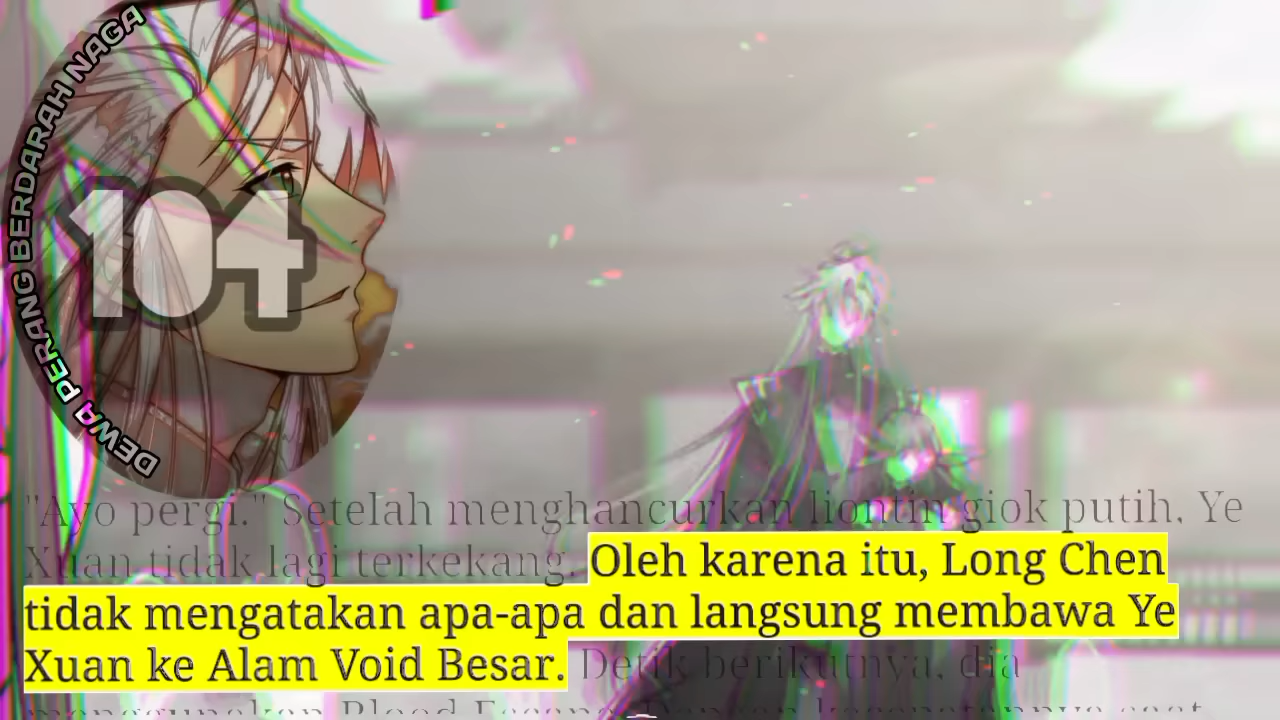 DEWA PERANG BERDARAH NAGA
104
"Ayo pergi." Setelah menghancurkan liontin giok putih, Ye
Xuan tidak lagi terkekang. Oleh karena itu, Long Chen
tidak mengatakan apa-apa dan langsung membawa Ye
Xuan ke Alam Void Besar. Detik berikutnya, dia